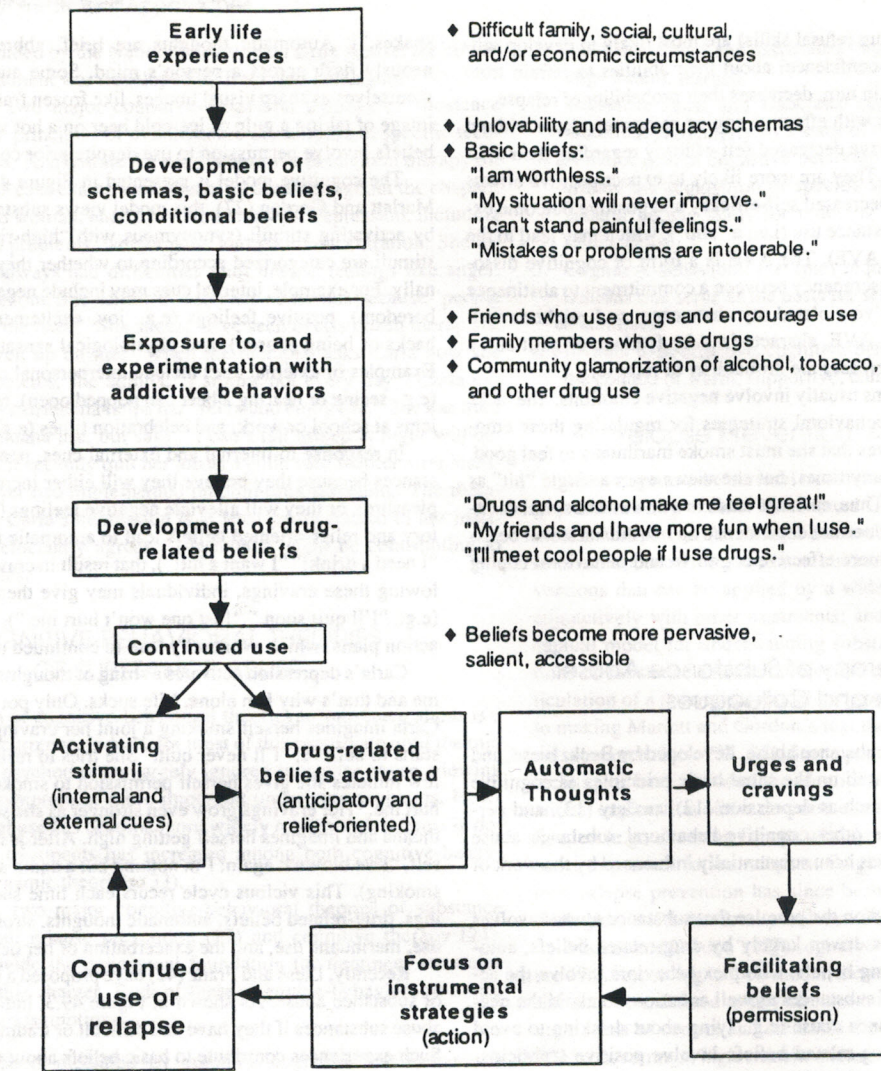 Early life
experiences
♦ Difficult family, social, cultural,
and/or economic circumstances
Development of
schemas, basic beliefs,
conditional beliefs
♦ Unlovability and inadequacy schemas
♦ Basic beliefs:
"I am worthless."
"My situation will never improve."
"I can't stand painful feelings."
"Mistakes or problems are intolerable."
Exposure to, and
experimentation with
addictive behaviors
♦ Friends who use drugs and encourage use
♦ Family members who use drugs
♦ Community glamorization of alcohol, tobacco,
and other drug use
Development of drug-
related beliefs
"Drugs and alcohol make me feel great!"
"My friends and I have more fun when I use."
"I'll meet cool people if I use drugs."
Continued use
♦ Beliefs become more pervasive,
salient, accessible
Activating
stimuli
(internal and
external cues)
Drug-related
beliefs activated
(anticipatory and
relief-oriented)
Automatic
Thoughts
Urges and
cravings
Facilitating
beliefs
(permission)
Focus on
instrumental
strategies
(action)
Continued
use or
relapse